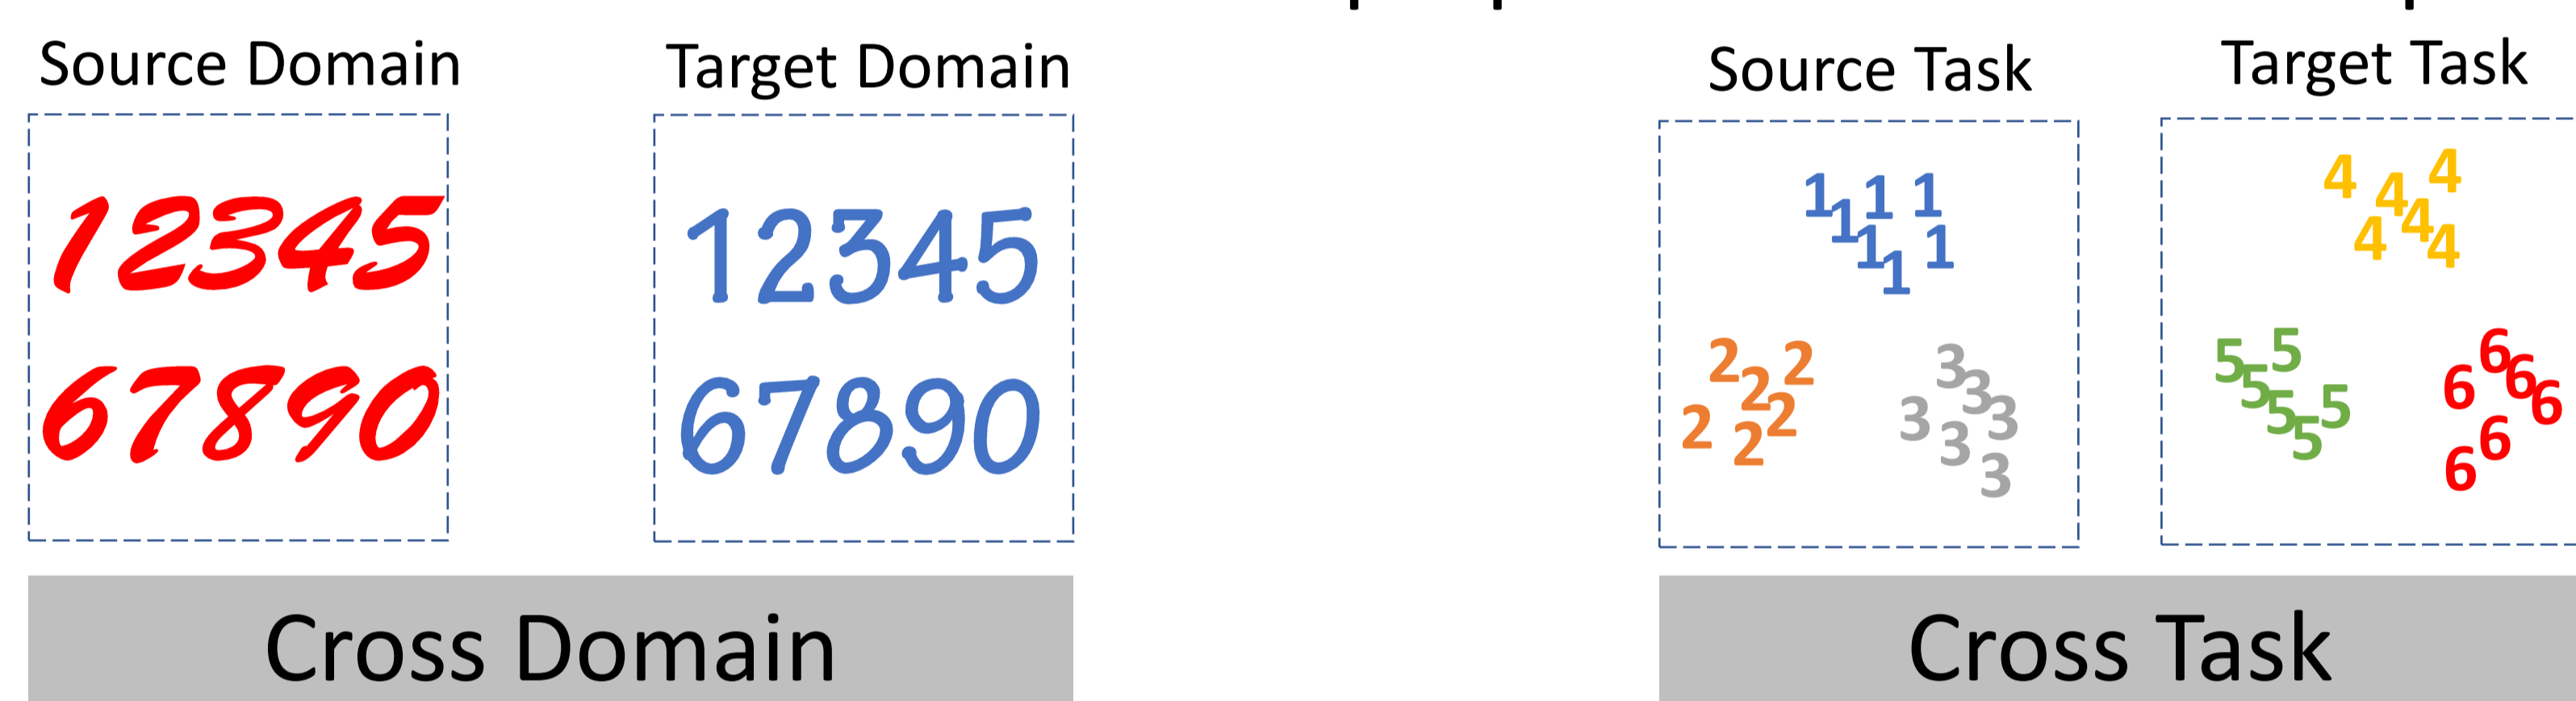 Source Domain
Target Domain
Source Task
Target Task
12345
67890
12345
67890
1 1 1 1 1 1 1
2 2 2 2 2 2
3 3 3 3 3 3
4 4 4 4 4 4
5 5 5 5 5 5
6 6 6 6 6 6
Cross Domain
Cross Task